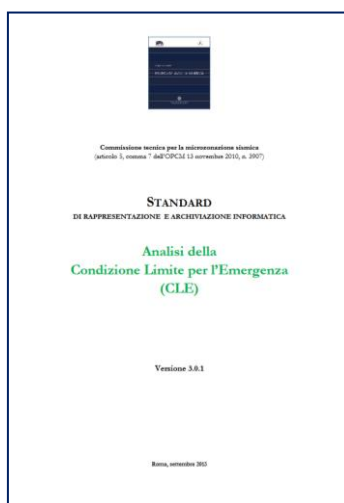 Commissione tecnica per la microzonazione sismica
(articolo 5, comma 7 dell'OPCM 13 novembre 2010, n. 3907)
STANDARD
DI RAPPRESENTAZIONE E ARCHIVIAZIONE INFORMATICA
Analisi della
Condizione Limite per l'Emergenza
(CLE)
Versione 3.0.1
Roma, settembre 2015